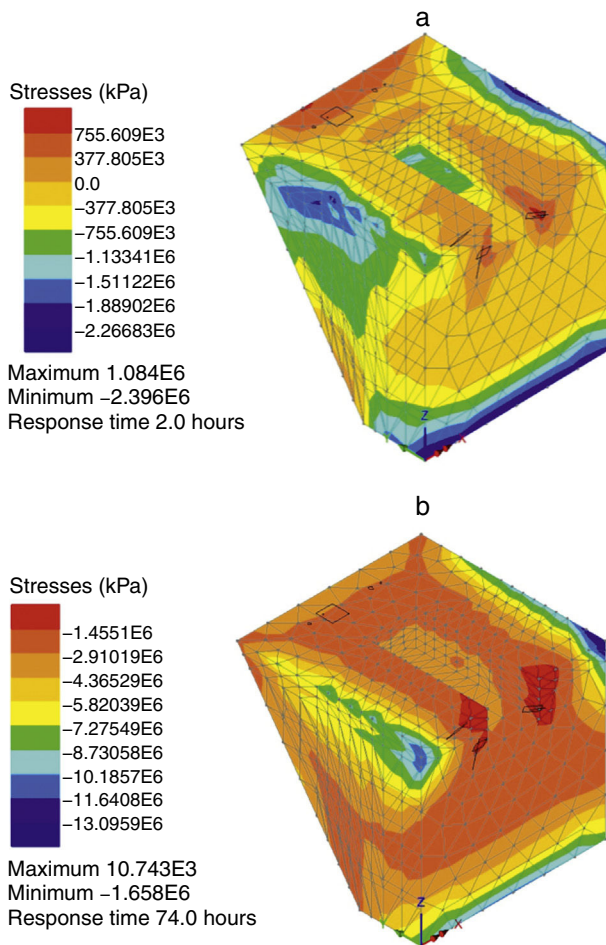 a
Stresses (kPa)
755.609E3
377.805E3
0.0
−377.805E3
−755.609E3
−1.13341E6
−1.51122E6
−1.88902E6
−2.26683E6
Maximum 1.084E6
Minimum −2.396E6
Response time 2.0 hours
Z
Y
X
b
Stresses (kPa)
−1.4551E6
−2.91019E6
−4.36529E6
−5.82039E6
−7.27549E6
−8.73058E6
−10.1857E6
−11.6408E6
−13.0959E6
Maximum 10.743E3
Minimum −1.658E6
Response time 74.0 hours
Z
Y
X